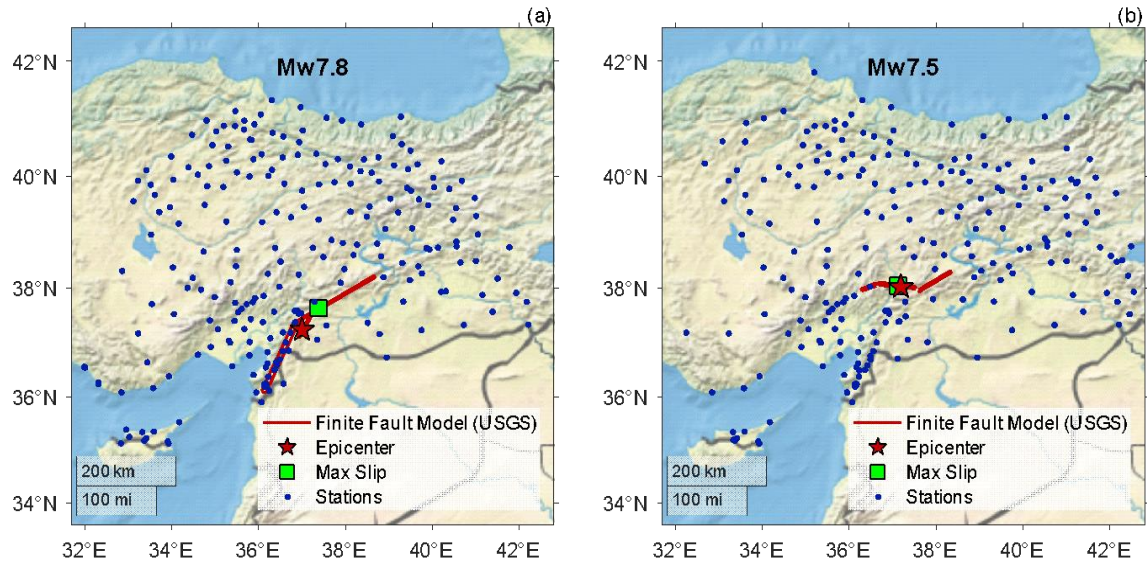 (a)
Mw7.8
42°N
40°N
38°N
36°N
34°N
Finite Fault Model (USGS)
Epicenter
Max Slip
Stations
200 km
100 mi
32°E 34°E 36°E 38°E 40°E 42°E
(b)
Mw7.5
42°N
40°N
38°N
36°N
34°N
Finite Fault Model (USGS)
Epicenter
Max Slip
Stations
200 km
100 mi
32°E 34°E 36°E 38°E 40°E 42°E